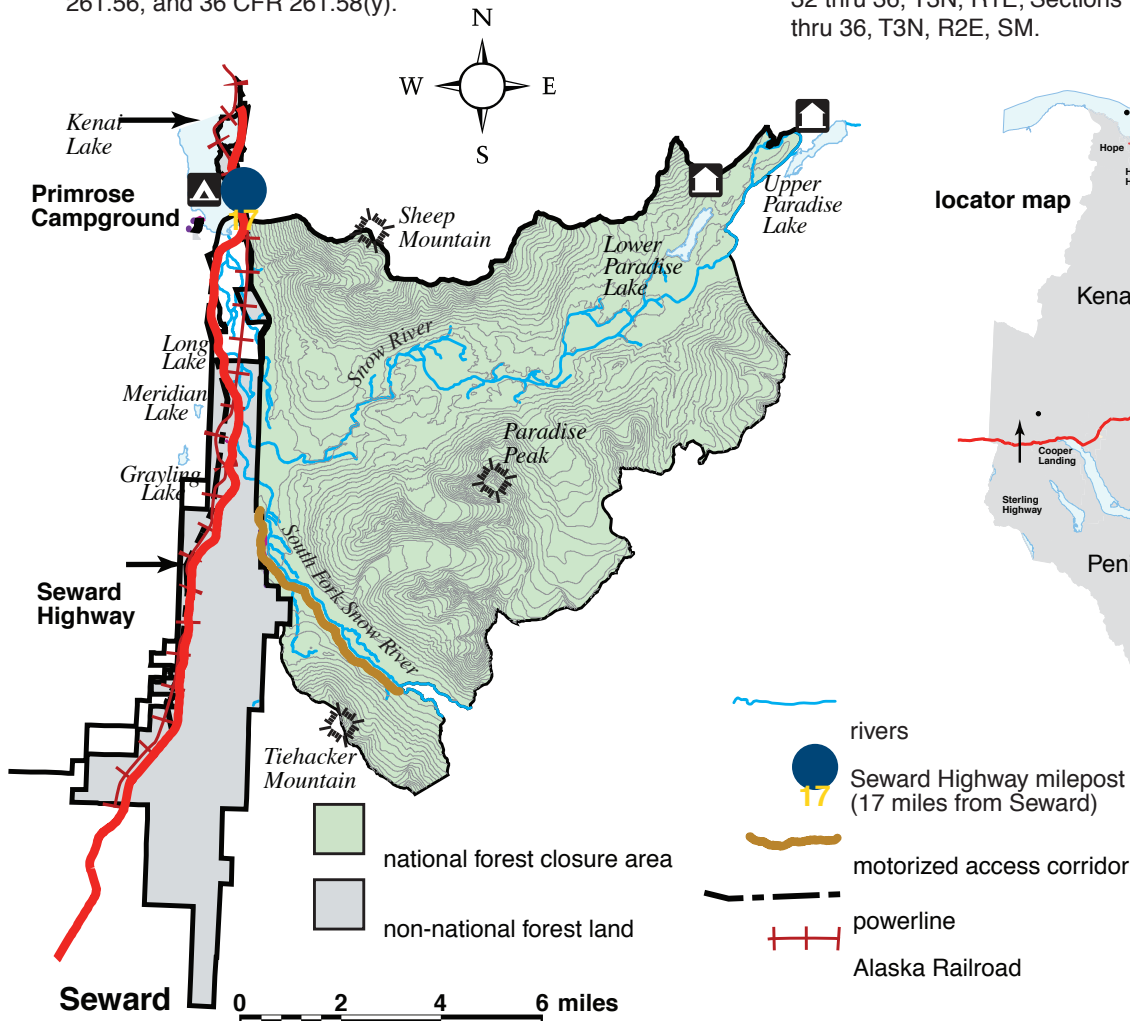 261.56, and 36 CFR 261.58(y).
32 thru 36, T3N, R1E, Sections
thru 36, T3N, R2E, SM.
N
W
E
S
Kenai
Lake
Primrose
Campground
17
Sheep
Mountain
Upper
Paradise
Lake
Lower
Paradise
Lake
locator map
Hope
Kena
Long
Lake
Snow River
Meridian
Lake
Paradise
Peak
Grayling
Lake
Cooper
Landing
Sterling
Highway
South Fork Snow River
Seward
Highway
Pen
Tiehacker
Mountain
rivers
17
Seward Highway milepost
(17 miles from Seward)
national forest closure area
motorized access corridor
non-national forest land
powerline
Alaska Railroad
Seward
0 2 4 6 miles